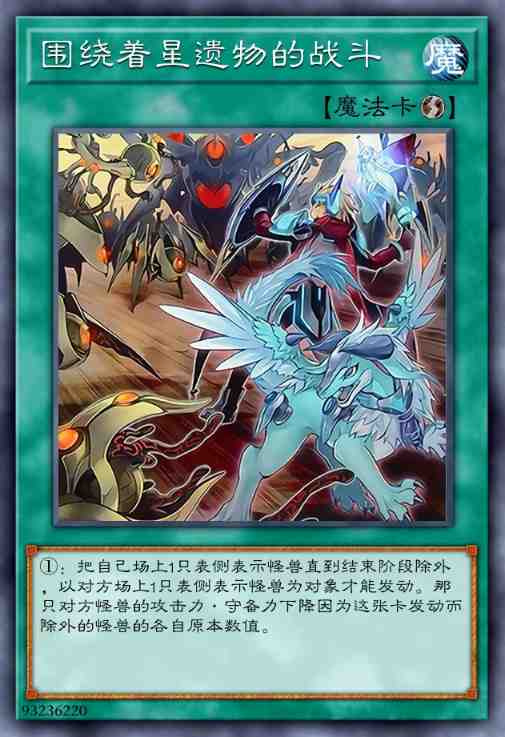 围绕着星遗物的战斗
魔
【魔法卡】
①：把自己场上1只表侧表示怪兽直到结束阶段除外
，以对方场上1只表侧表示怪兽为对象才能发动。那
只对方怪兽的攻击力·守备力下降因为这张卡发动而
除外的怪兽的各自原本数值。
93236220